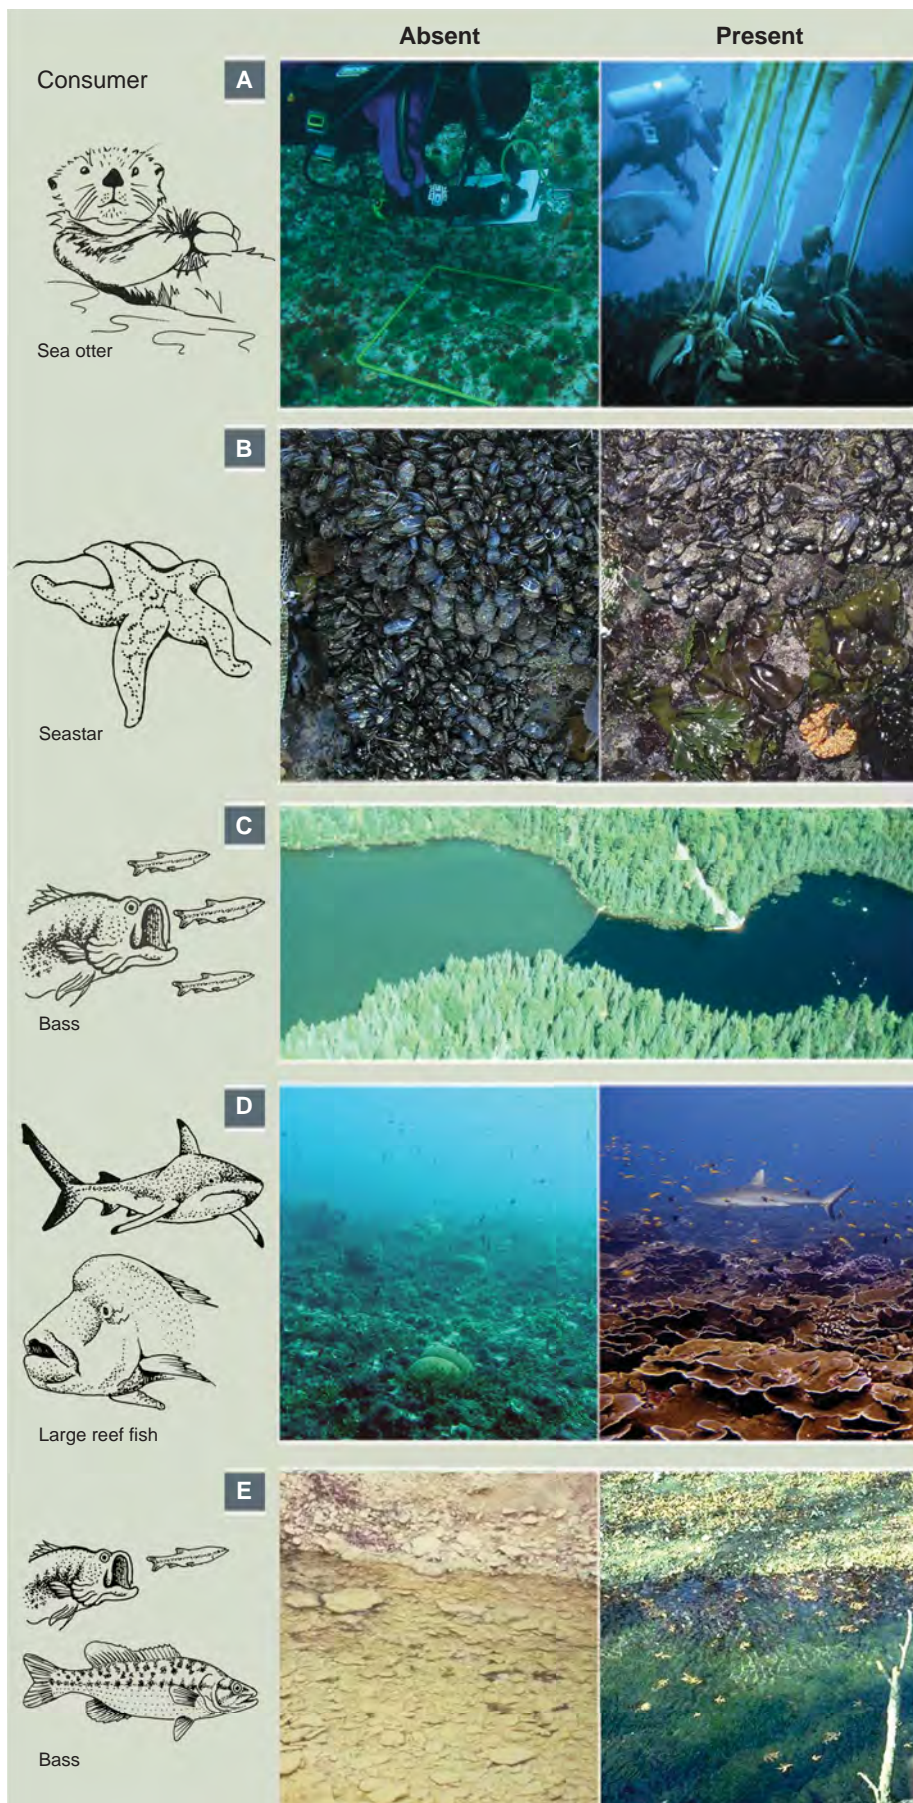 Absent
Present
Consumer
A
Sea otter
B
Seastar
C
Bass
D
Large reef fish
E
Bass